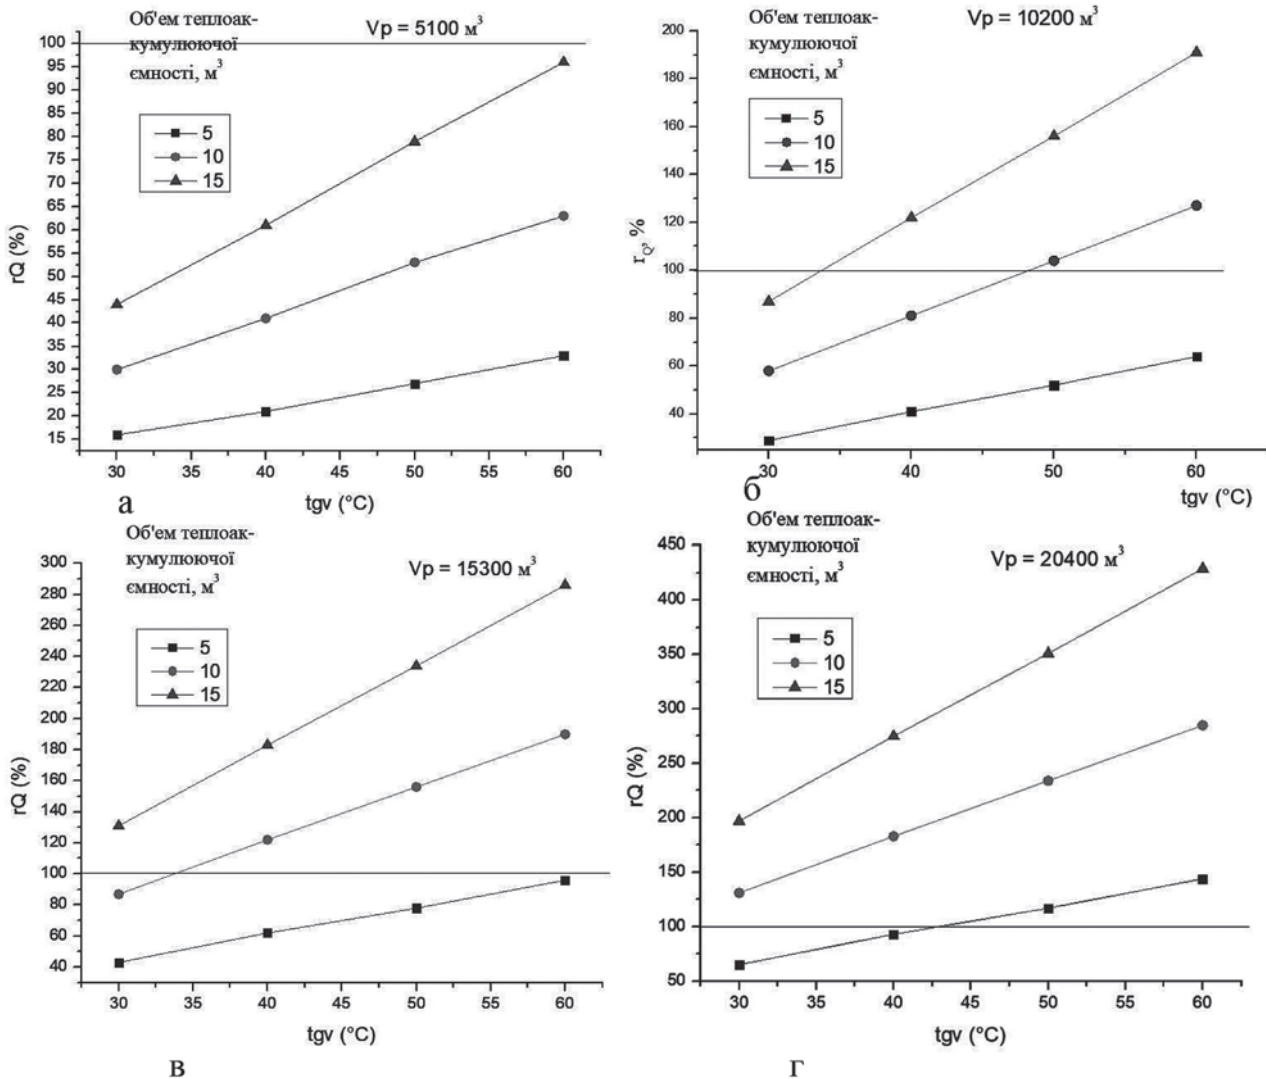 Об'ем теплоак-
кумулюючої
ємності, м³
Vp = 5100 м³
5
10
15
100
95
90
85
80
75
70
65
60
55
50
45
40
35
30
25
20
15
rQ (%)
30 35 40 45 50 55 60
tgv (°C)
а
Об'ем теплоак-
кумулюючої
ємності, м³
Vp = 10200 м³
5
10
15
200
180
160
140
120
100
80
60
40
r_Q, %
30 40 50 60
tgv (°C)
б
Об'ем теплоак-
кумулюючої
ємності, м³
Vp = 15300 м³
5
10
15
300
280
260
240
220
200
180
160
140
120
100
80
60
40
rQ (%)
30 35 40 45 50 55 60
tgv (°C)
в
Об'ем теплоак-
кумулюючої
ємності, м³
Vp = 20400 м³
5
10
15
450
400
350
300
250
200
150
100
50
rQ (%)
30 35 40 45 50 55 60
tgv (°C)
г